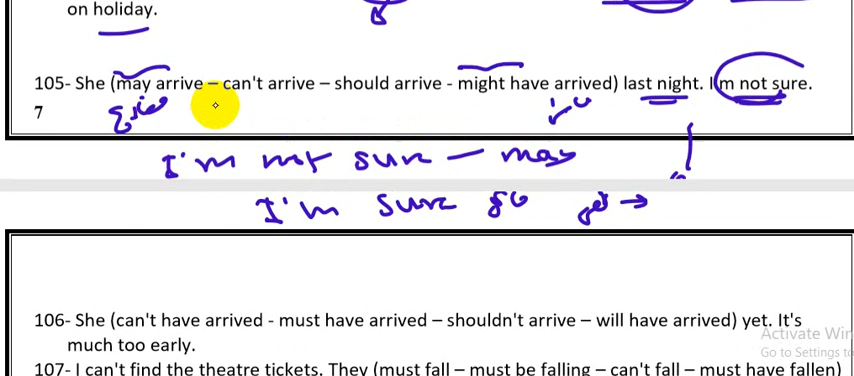 on holiday.
105- She (may arrive – can't arrive – should arrive - might have arrived) last night. I'm not sure.
7
I'm not sure — may
I'm sure
106- She (can't have arrived - must have arrived – shouldn't arrive – will have arrived) yet. It's
much too early.
Activate Win
Go to Settings to
107- I can't find the theatre tickets. They (must fall – must be falling – can't fall – must have fallen)